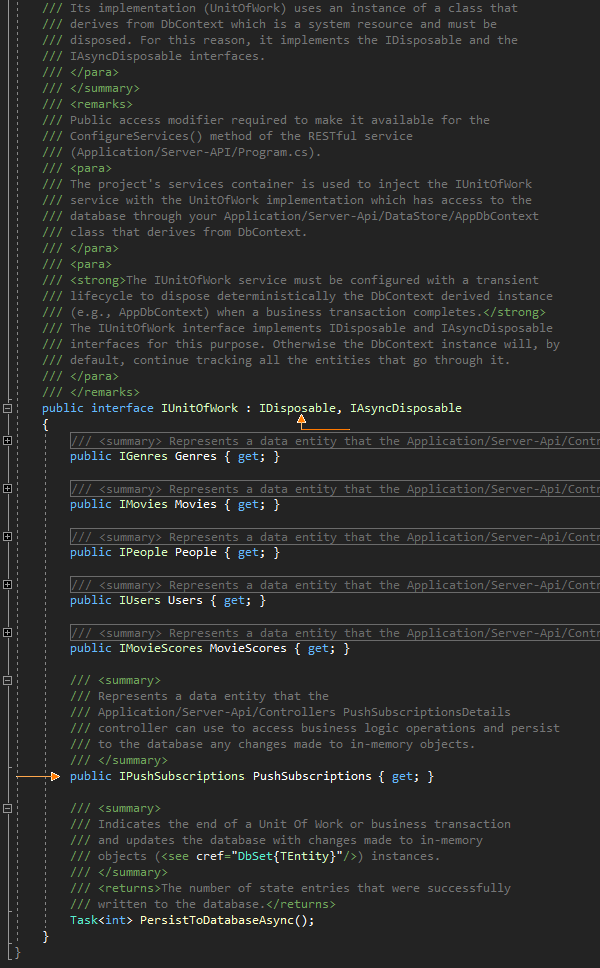 /// Its implementation (UnitOfWork) uses an instance of a class that
/// derives from DbContext which is a system resource and must be
/// disposed. For this reason, it implements the IDisposable and the
/// IAsyncDisposable interfaces.
/// </para>
/// </summary>
/// <remarks>
/// Public access modifier required to make it available for the
/// ConfigureServices() method of the RESTful service
/// (Application/Server-API/Program.cs).
/// <para>
/// The project's services container is used to inject the IUnitOfWork
/// service with the UnitOfWork implementation which has access to the
/// database through your Application/Server-Api/DataStore/AppDbContext
/// class that derives from DbContext.
/// </para>
/// <para>
/// <strong>The IUnitOfWork service must be configured with a transient
/// lifecycle to dispose deterministically the DbContext derived instance
/// (e.g., AppDbContext) when a business transaction completes.</strong>
/// The IUnitOfWork interface implements IDisposable and IAsyncDisposable
/// interfaces for this purpose. Otherwise the DbContext instance will, by
/// default, continue tracking all the entities that go through it.
/// </para>
/// </remarks>
public interface IUnitOfWork : IDisposable, IAsyncDisposable
{
/// <summary> Represents a data entity that the Application/Server-Api/Contro
public IGenres Genres { get; }
/// <summary> Represents a data entity that the Application/Server-Api/Contro
public IMovies Movies { get; }
/// <summary> Represents a data entity that the Application/Server-Api/Contro
public IPeople People { get; }
/// <summary> Represents a data entity that the Application/Server-Api/Contro
public IUsers Users { get; }
/// <summary> Represents a data entity that the Application/Server-Api/Contro
public IMovieScores MovieScores { get; }
/// <summary>
/// Represents a data entity that the
/// Application/Server-Api/Controllers PushSubscriptionsDetails
/// controller can use to access business logic operations and persist
/// to the database any changes made to in-memory objects.
/// </summary>
public IPushSubscriptions PushSubscriptions { get; }
/// <summary>
/// Indicates the end of a Unit Of Work or business transaction
/// and updates the database with changes made to in-memory
/// objects (<see cref="DbSet{TEntity}"/>) instances.
/// </summary>
/// <returns>The number of state entries that were successfully
/// written to the database.</returns>
Task<int> PersistToDatabaseAsync();
}
}